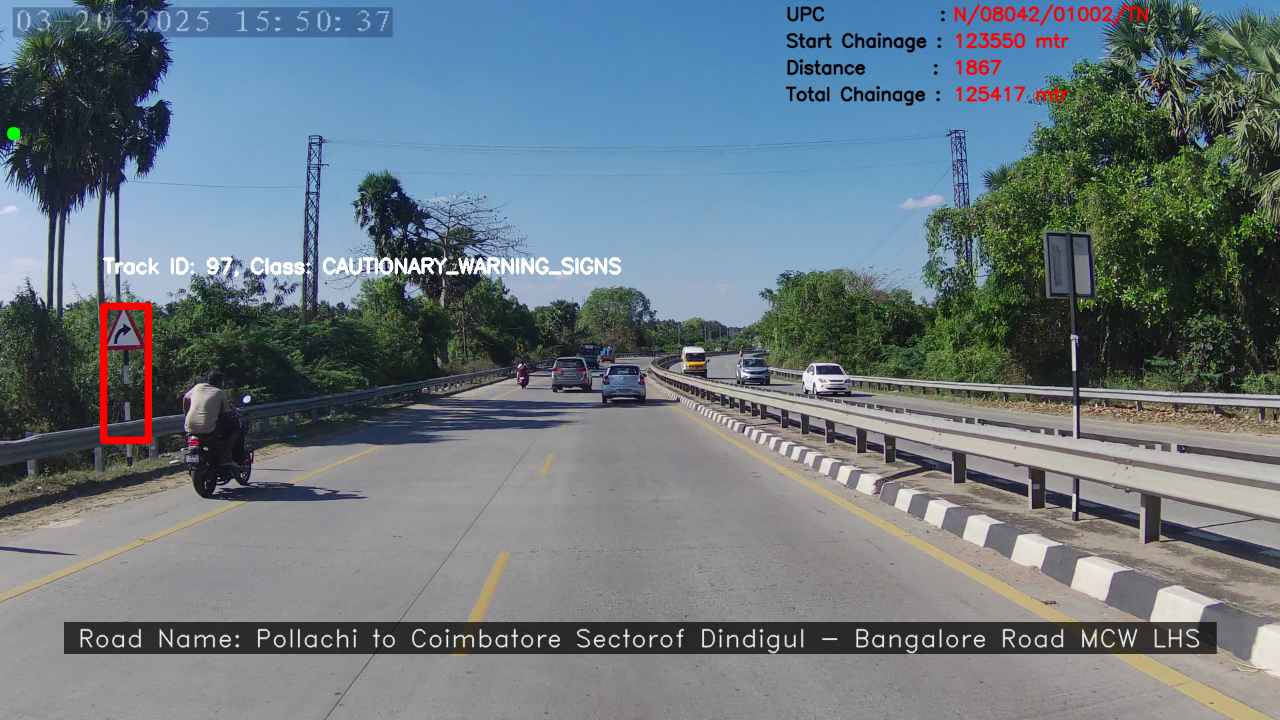 03-20-2025 15:50:37
UPC : N/08042/01002/TN
Start Chainage : 123550 mtr
Distance : 1867
Total Chainage : 125417 mtr
Track ID: 97, Class: CAUTIONARY_WARNING_SIGNS
Road Name: Pollachi to Coimbatore Sectorof Dindigul - Bangalore Road MCW LHS